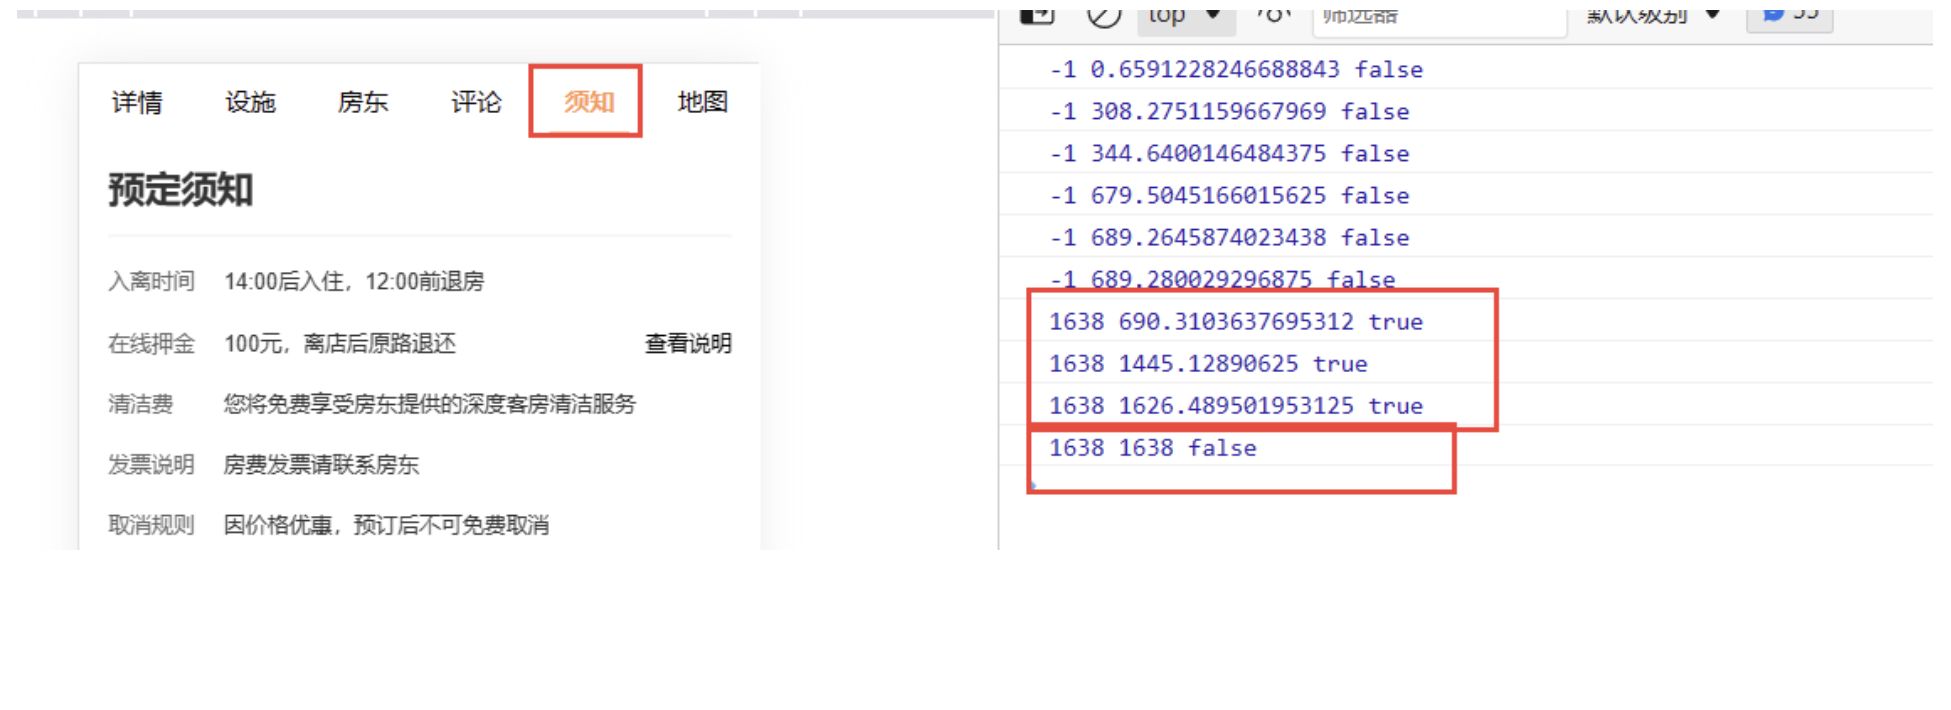 top 筛选器 默认级别
详情 设施 房东 评论 须知 地图
预定须知
入离时间 14:00后入住，12:00前退房
在线押金 100元，离店后原路退还 查看说明
清洁费 您将免费享受房东提供的深度客房清洁服务
发票说明 房费发票请联系房东
取消规则 因价格优惠，预订后不可免费取消
-1 0.6591228246688843 false
-1 308.2751159667969 false
-1 344.6400146484375 false
-1 679.5045166015625 false
-1 689.2645874023438 false
-1 689.280029296875 false
1638 690.3103637695312 true
1638 1445.12890625 true
1638 1626.489501953125 true
1638 1638 false